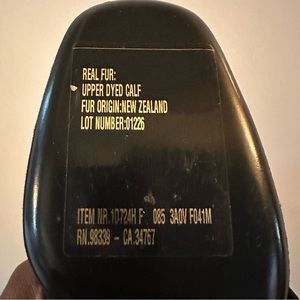 REAL FUR:
UPPER DYED CALF
FUR ORIGIN:NEW ZEALAND
LOT NUMBER:01226
ITEM NR.1D724H F 085 3A0V F041M
RN.98339 - CA.34767